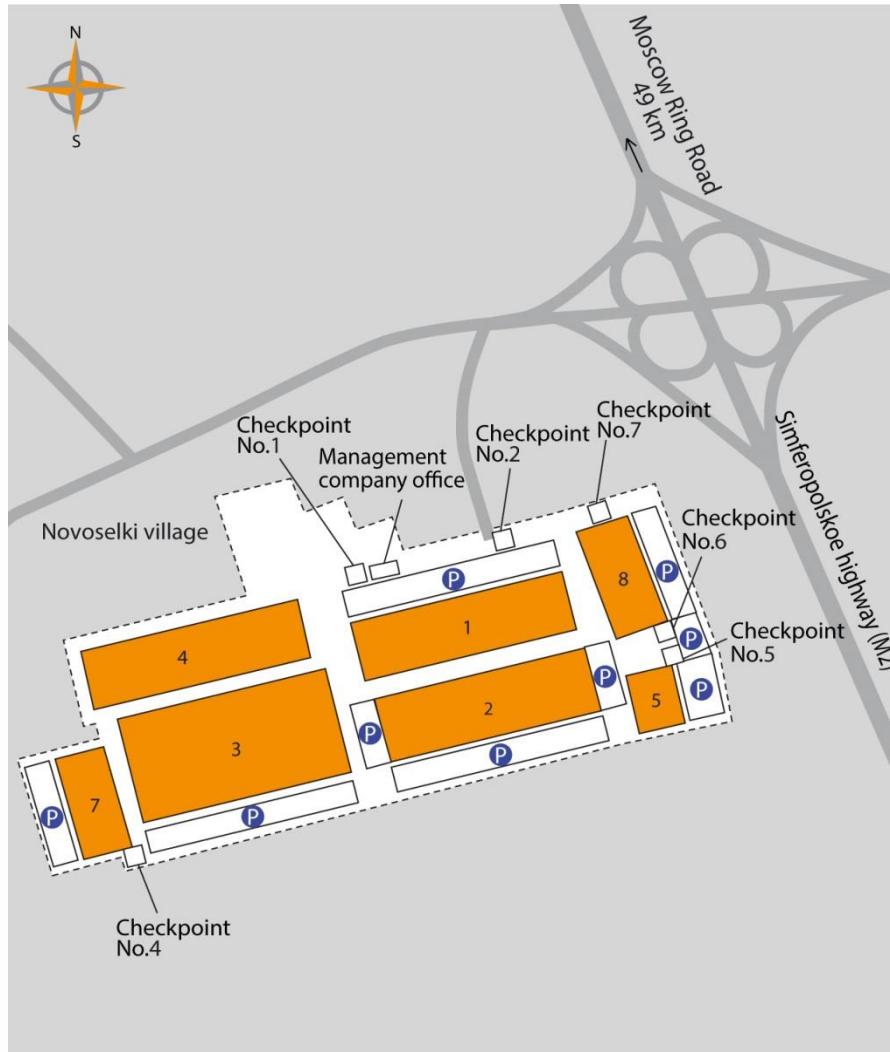 N
S
Moscow Ring Road
49 km
Checkpoint
No.1
Management
company office
Checkpoint
No.2
Checkpoint
No.7
Novoselki village
Checkpoint
No.6
Checkpoint
No.5
Simferopolskoe highway (M2)
P
8
P
1
4
P
P
2
5
P
3
P
P
P
7
P
P
Checkpoint
No.4